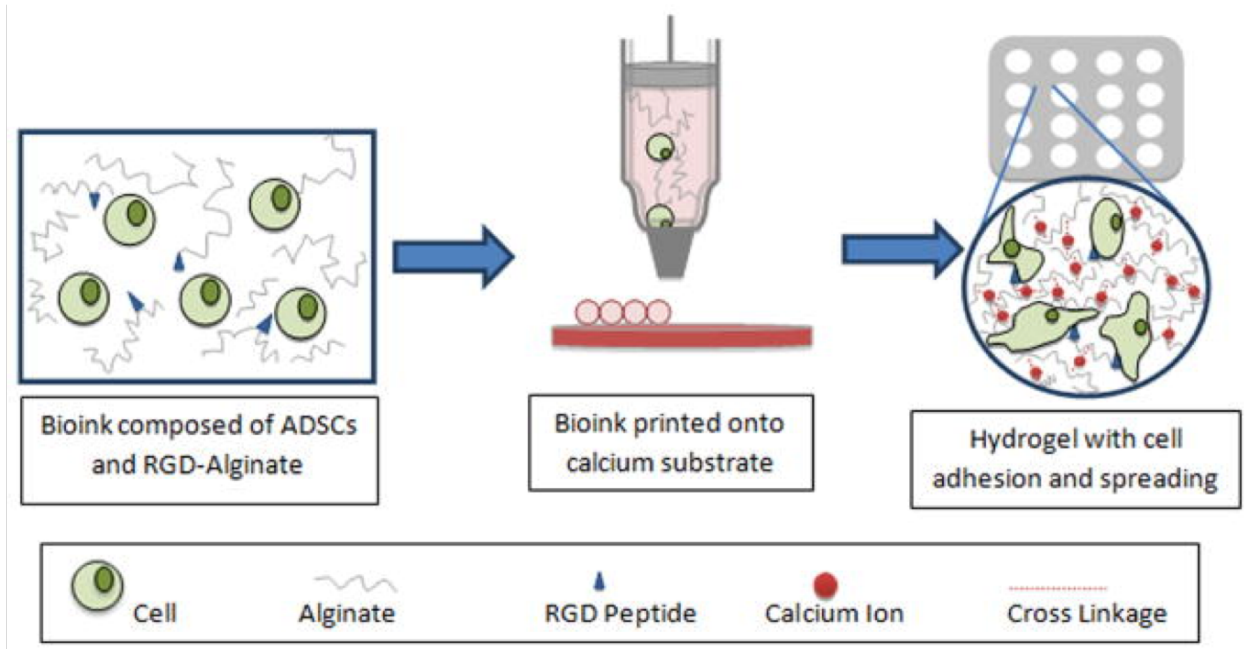 Bioink composed of ADSCs
and RGD-Alginate
Bioink printed onto
calcium substrate
Hydrogel with cell
adhesion and spreading
Cell
Alginate
RGD Peptide
Calcium Ion
Cross Linkage